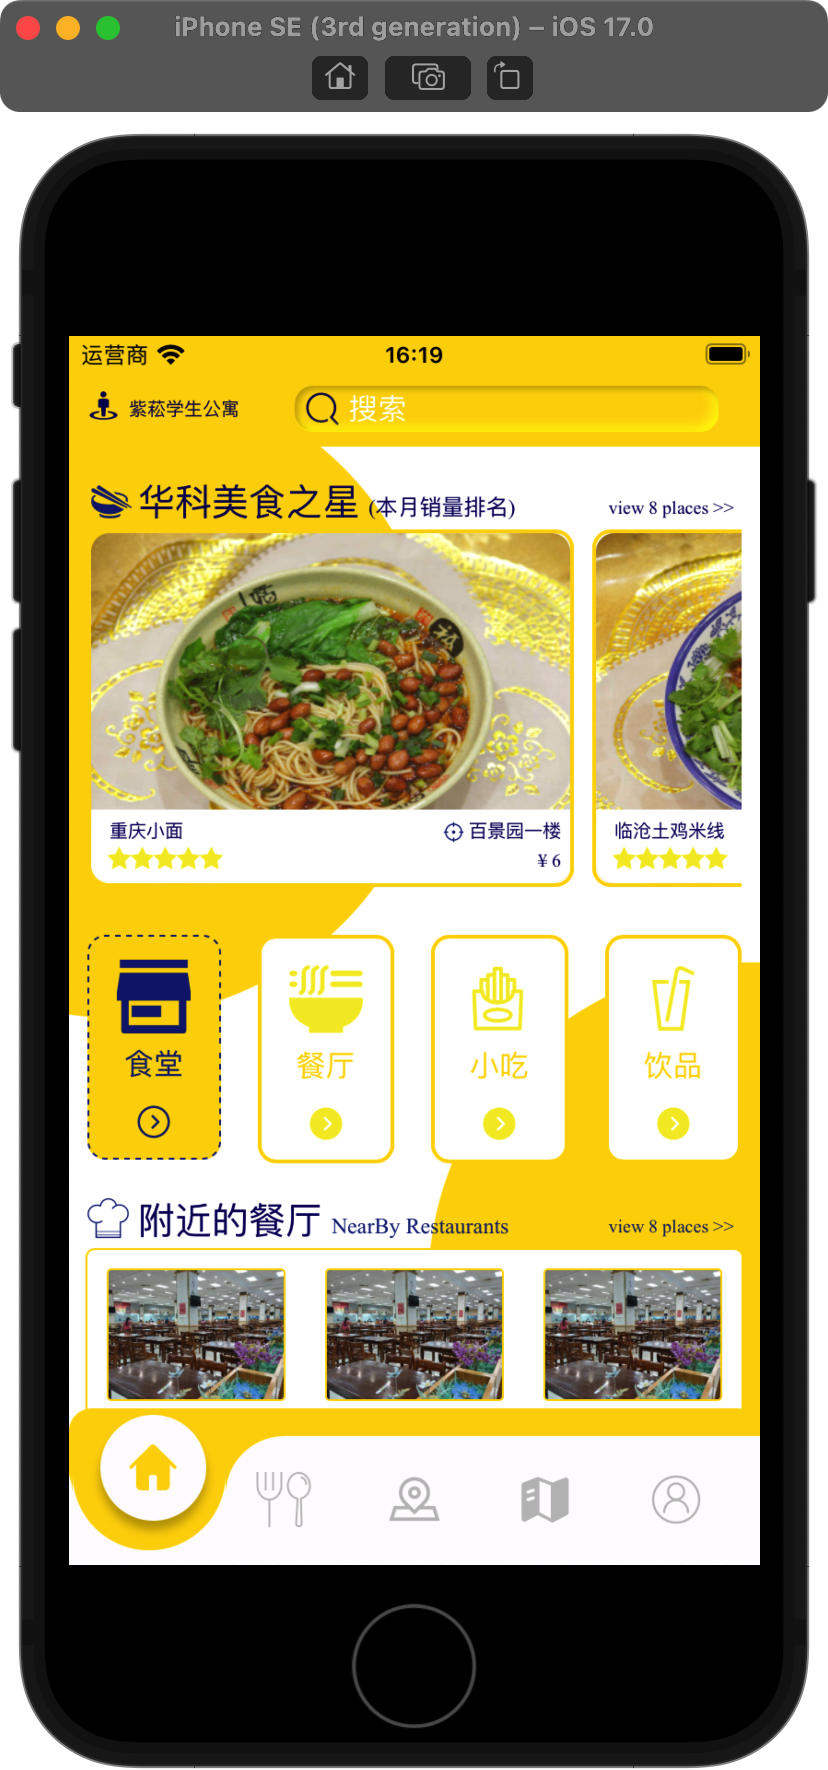 iPhone SE (3rd generation) – iOS 17.0
运营商 16:19
紫菘学生公寓 搜索
华科美食之星 (本月销量排名) view 8 places >>
重庆小面 百景园一楼 临沧土鸡米线
¥ 6
食堂 餐厅 小吃 饮品
附近的餐厅 NearBy Restaurants view 8 places >>